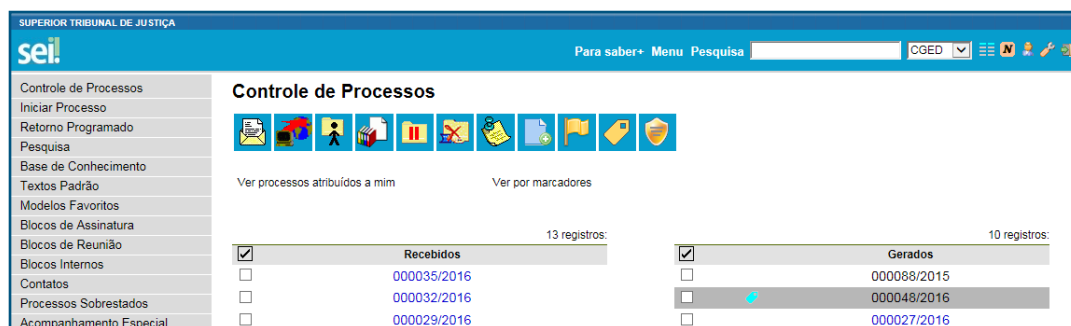 SUPERIOR TRIBUNAL DE JUSTIÇA
sei!
Para saber+ Menu Pesquisa CGED N
Controle de Processos
Iniciar Processo
Retorno Programado
Pesquisa
Base de Conhecimento
Textos Padrão
Modelos Favoritos
Blocos de Assinatura
Blocos de Reunião
Blocos Internos
Contatos
Processos Sobrestados
Acompanhamento Especial
Controle de Processos
Ver processos atribuídos a mim Ver por marcadores
13 registros:
Recebidos
000035/2016
000032/2016
000029/2016
10 registros:
Gerados
000088/2015
000048/2016
000027/2016